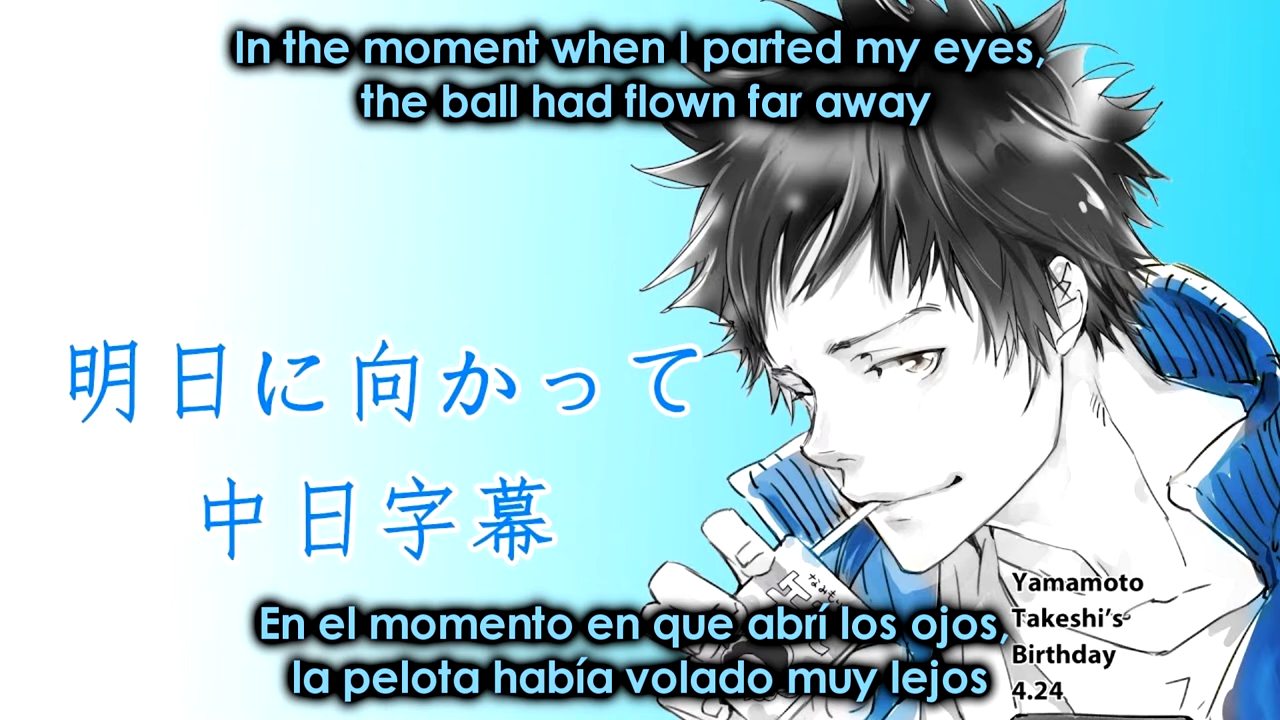 In the moment when I parted my eyes,
the ball had flown far away
明日に向かって
中日字幕
En el momento en que abrí los ojos,
la pelota había volado muy lejos
Yamamoto
Takeshi's
Birthday
4.24